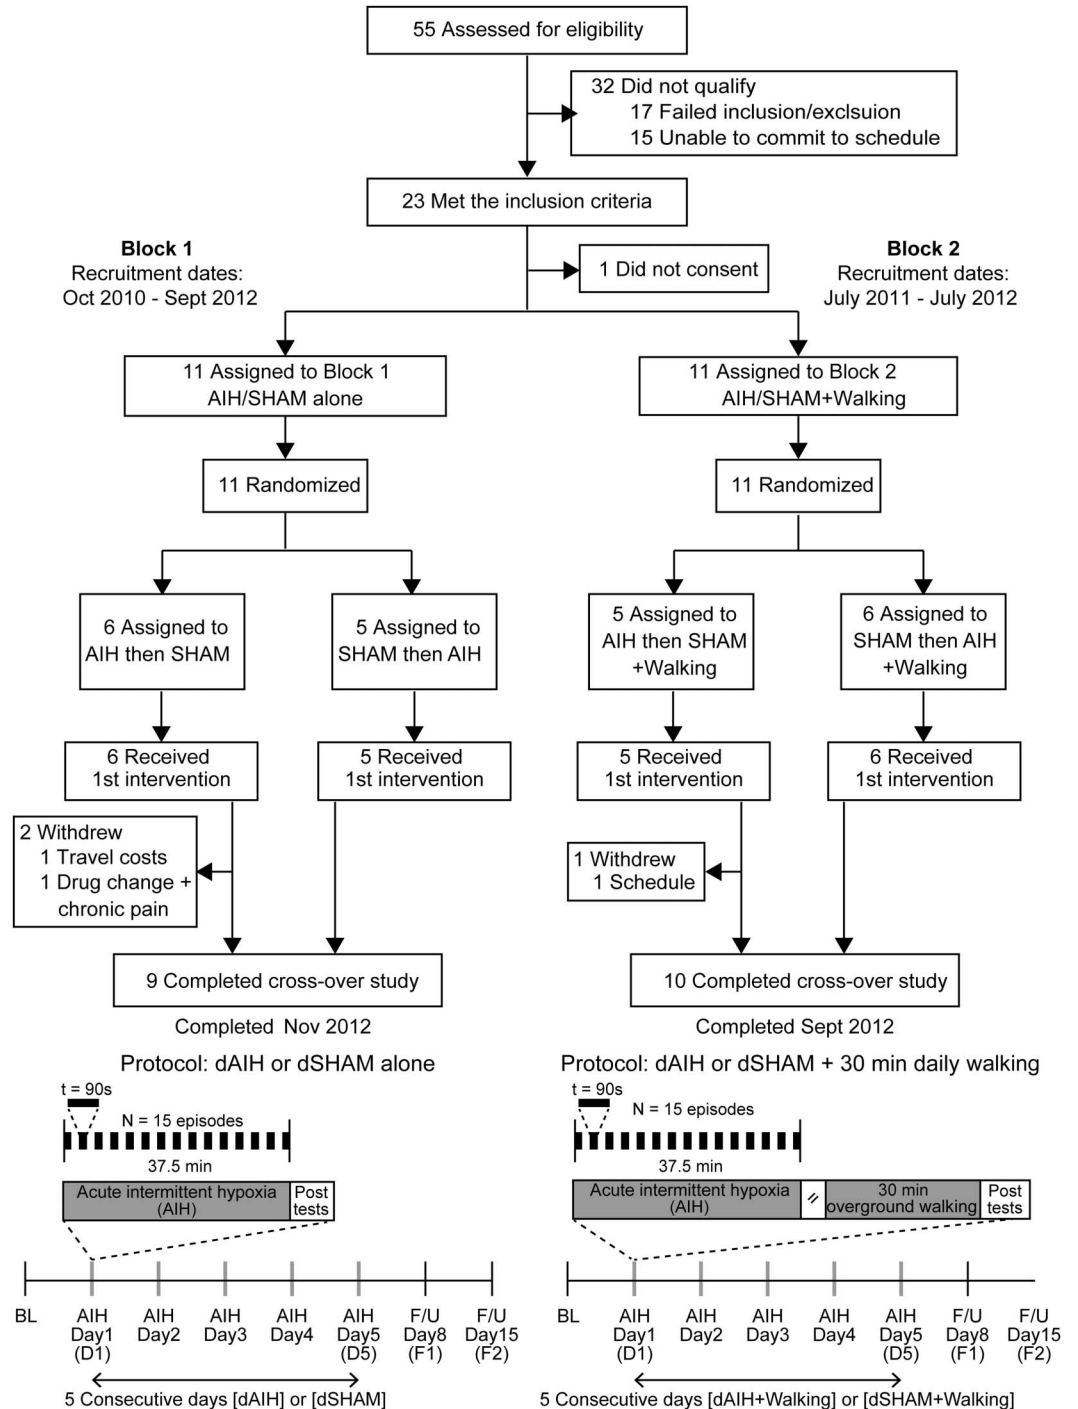 55 Assessed for eligibility
32 Did not qualify
17 Failed inclusion/exclsuion
15 Unable to commit to schedule
23 Met the inclusion criteria
1 Did not consent
Block 1
Recruitment dates:
Oct 2010 - Sept 2012
Block 2
Recruitment dates:
July 2011 - July 2012
11 Assigned to Block 1
AIH/SHAM alone
11 Assigned to Block 2
AIH/SHAM+Walking
11 Randomized
11 Randomized
6 Assigned to
AIH then SHAM
5 Assigned to
SHAM then AIH
5 Assigned to
AIH then SHAM
+Walking
6 Assigned to
SHAM then AIH
+Walking
6 Received
1st intervention
5 Received
1st intervention
5 Received
1st intervention
6 Received
1st intervention
2 Withdrew
1 Travel costs
1 Drug change +
chronic pain
1 Withdrew
1 Schedule
9 Completed cross-over study
10 Completed cross-over study
Completed Nov 2012
Completed Sept 2012
Protocol: dAIH or dSHAM alone
t = 90s
N = 15 episodes
37.5 min
Acute intermittent hypoxia
(AIH)
Post
tests
BL
AIH
Day1
(D1)
AIH
Day2
AIH
Day3
AIH
Day4
AIH
Day5
(D5)
F/U
Day8
(F1)
F/U
Day15
(F2)
5 Consecutive days [dAIH] or [dSHAM]
Protocol: dAIH or dSHAM + 30 min daily walking
t = 90s
N = 15 episodes
37.5 min
Acute intermittent hypoxia
(AIH)
//
30 min
overground walking
Post
tests
BL
AIH
Day1
(D1)
AIH
Day2
AIH
Day3
AIH
Day4
AIH
Day5
(D5)
F/U
Day8
(F1)
F/U
Day15
(F2)
5 Consecutive days [dAIH+Walking] or [dSHAM+Walking]